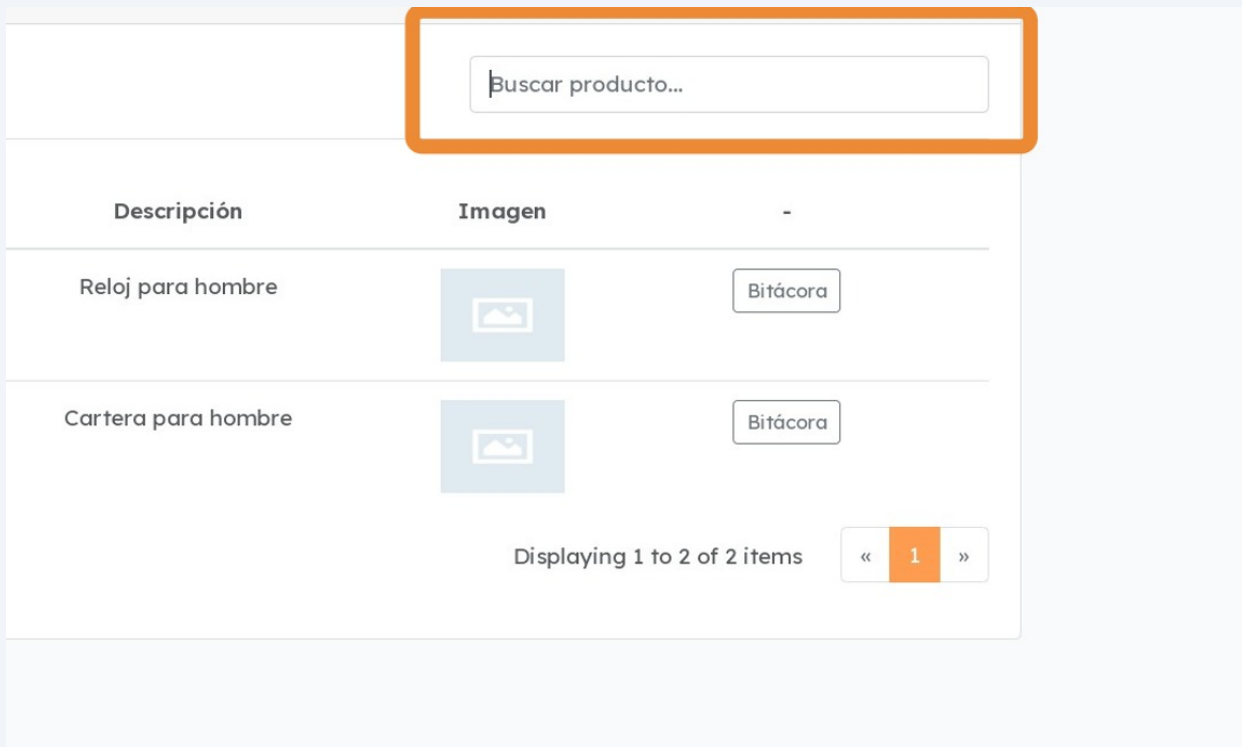 Buscar producto...
Descripción Imagen -
Reloj para hombre Bitácora
Cartera para hombre Bitácora
Displaying 1 to 2 of 2 items « 1 »